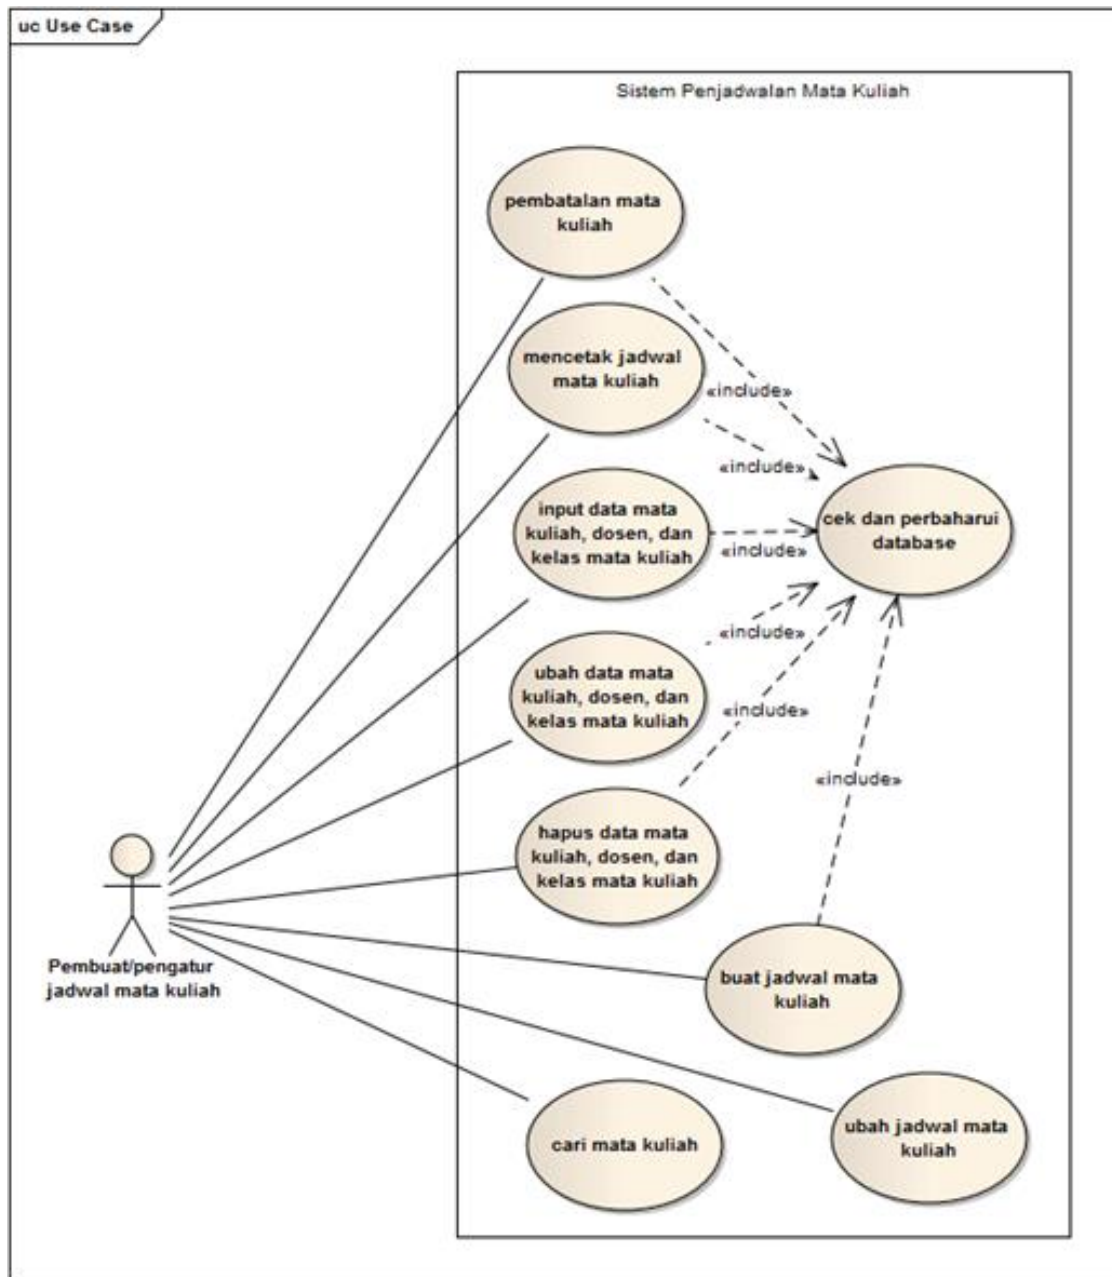 uc Use Case
Sistem Penjadwalan Mata Kuliah
pembatalan mata
kuliah
mencetak jadwal
mata kuliah
«include»
«include»
input data mata
kuliah, dosen, dan
kelas mata kuliah
«include»
cek dan perbaharui
database
ubah data mata
kuliah, dosen, dan
kelas mata kuliah
«include»
«include»
hapus data mata
kuliah, dosen, dan
kelas mata kuliah
«include»
Pembuat/pengatur
jadwal mata kuliah
buat jadwal mata
kuliah
cari mata kuliah
ubah jadwal mata
kuliah